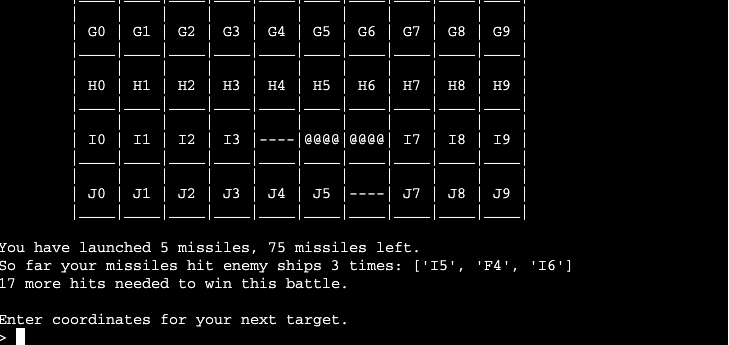 G0 G1 G2 G3 G4 G5 G6 G7 G8 G9
H0 H1 H2 H3 H4 H5 H6 H7 H8 H9
I0 I1 I2 I3 ---- @@@@ @@@@ I7 I8 I9
J0 J1 J2 J3 J4 J5 ---- J7 J8 J9
You have launched 5 missiles, 75 missiles left.
So far your missiles hit enemy ships 3 times: ['I5', 'F4', 'I6']
17 more hits needed to win this battle.
Enter coordinates for your next target.
>